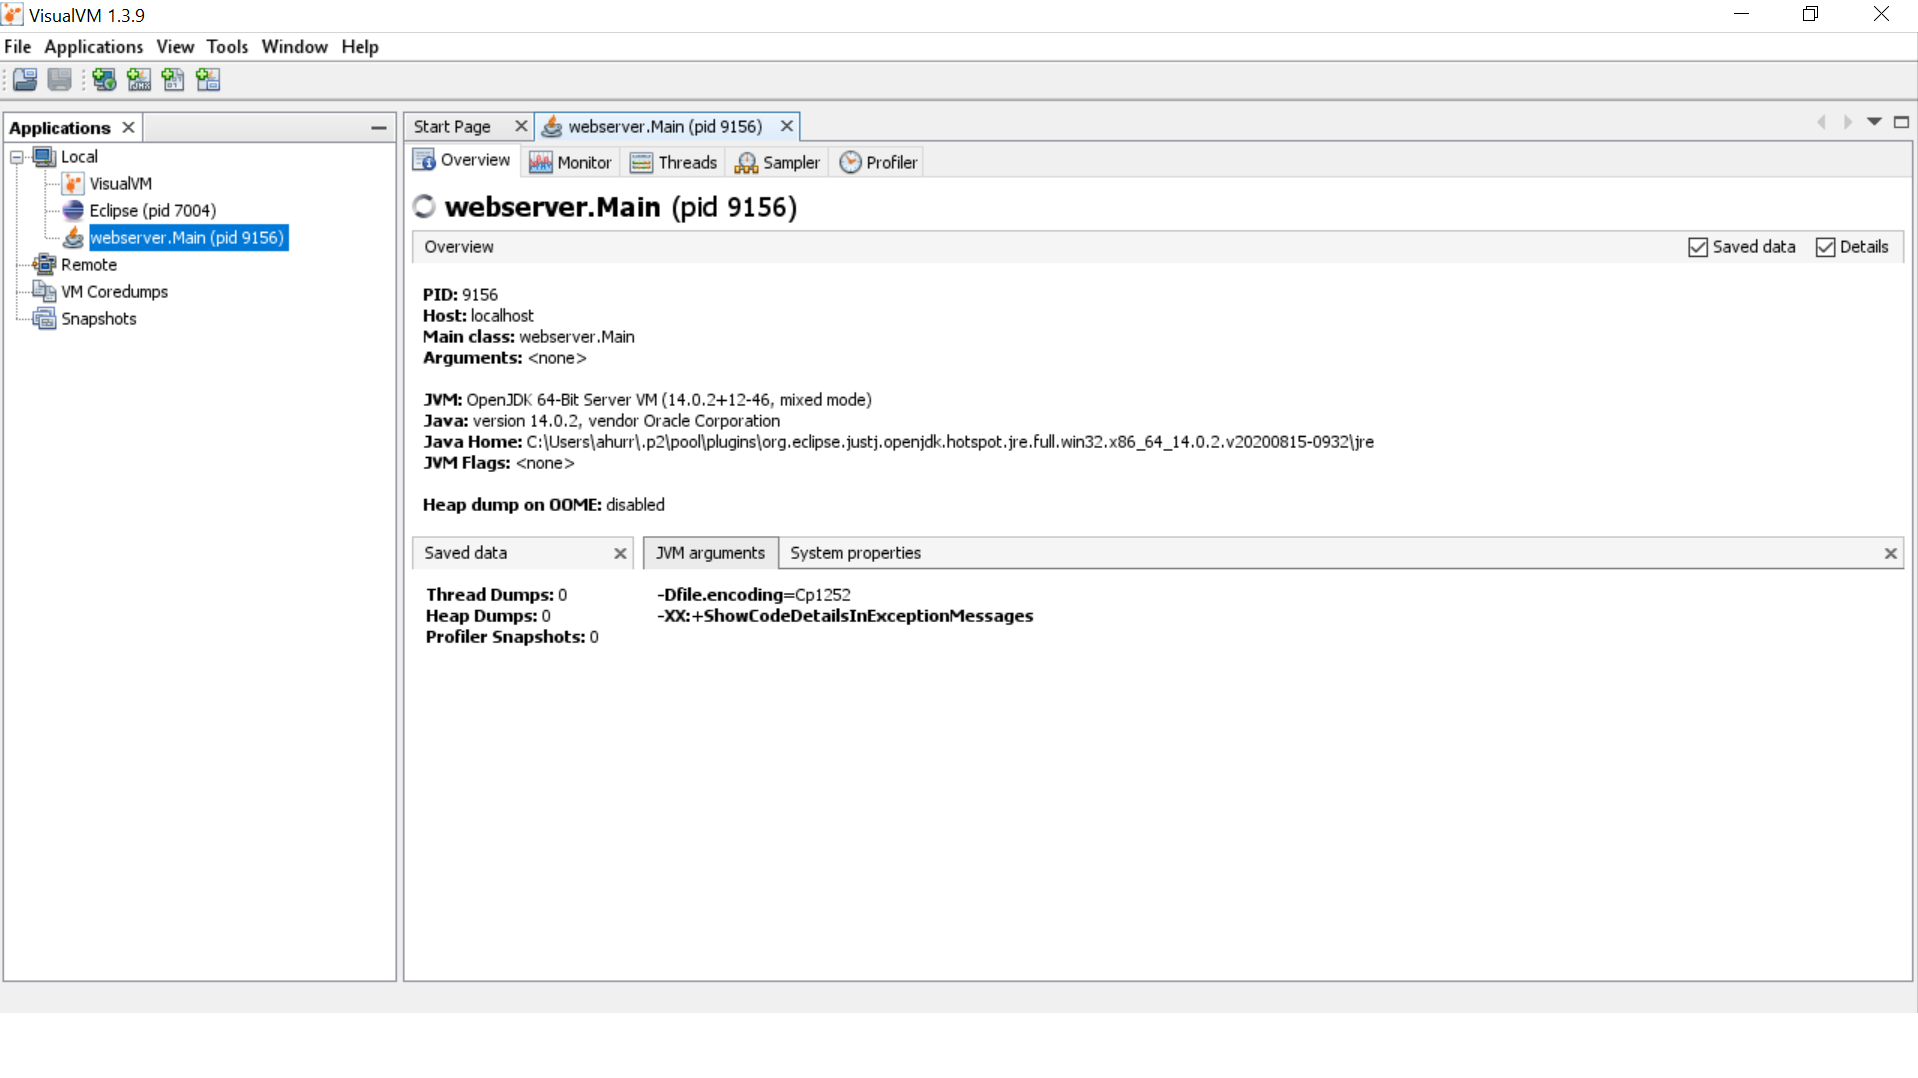 VisualVM 1.3.9
File Applications View Tools Window Help
Applications
Local
VisualVM
Eclipse (pid 7004)
webserver.Main (pid 9156)
Remote
VM Coredumps
Snapshots
Start Page webserver.Main (pid 9156)
Overview Monitor Threads Sampler Profiler
webserver.Main (pid 9156)
Overview Saved data Details
PID: 9156
Host: localhost
Main class: webserver.Main
Arguments: <none>
JVM: OpenJDK 64-Bit Server VM (14.0.2+12-46, mixed mode)
Java: version 14.0.2, vendor Oracle Corporation
Java Home: C:\Users\ahurr\.p2\pool\plugins\org.eclipse.justj.openjdk.hotspot.jre.full.win32.x86_64_14.0.2.v20200815-0932\jre
JVM Flags: <none>
Heap dump on OOME: disabled
Saved data JVM arguments System properties
Thread Dumps: 0
Heap Dumps: 0
Profiler Snapshots: 0
-Dfile.encoding=Cp1252
-XX:+ShowCodeDetailsInExceptionMessages